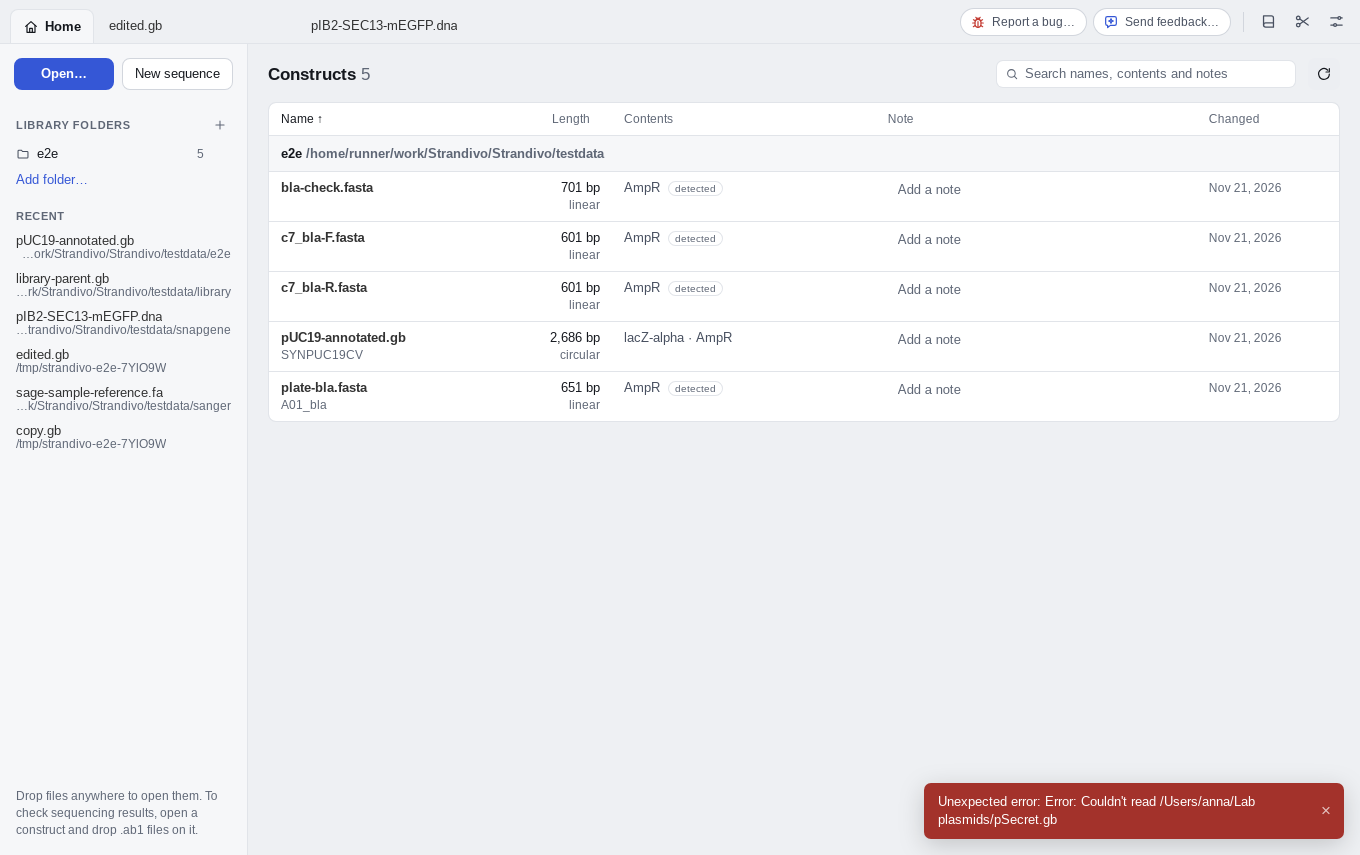 Home
edited.gb
pIB2-SEC13-mEGFP.dna
Report a bug…
Send feedback…
Open…
New sequence
LIBRARY FOLDERS
e2e
5
Add folder…
RECENT
pUC19-annotated.gb
…ork/Strandivo/Strandivo/testdata/e2e
library-parent.gb
…rk/Strandivo/Strandivo/testdata/library
pIB2-SEC13-mEGFP.dna
…trandivo/Strandivo/testdata/snapgene
edited.gb
/tmp/strandivo-e2e-7YlO9W
sage-sample-reference.fa
…k/Strandivo/Strandivo/testdata/sanger
copy.gb
/tmp/strandivo-e2e-7YlO9W
Drop files anywhere to open them. To
check sequencing results, open a
construct and drop .ab1 files on it.
Constructs 5
Search names, contents and notes
Name ↑ Length Contents Note Changed
e2e /home/runner/work/Strandivo/Strandivo/testdata
bla-check.fasta 701 bp AmpR detected Add a note Nov 21, 2026
linear
c7_bla-F.fasta 601 bp AmpR detected Add a note Nov 21, 2026
linear
c7_bla-R.fasta 601 bp AmpR detected Add a note Nov 21, 2026
linear
pUC19-annotated.gb 2,686 bp lacZ-alpha · AmpR Add a note Nov 21, 2026
SYNPUC19CV circular
plate-bla.fasta 651 bp AmpR detected Add a note Nov 21, 2026
A01_bla linear
Unexpected error: Error: Couldn't read /Users/anna/Lab
plasmids/pSecret.gb